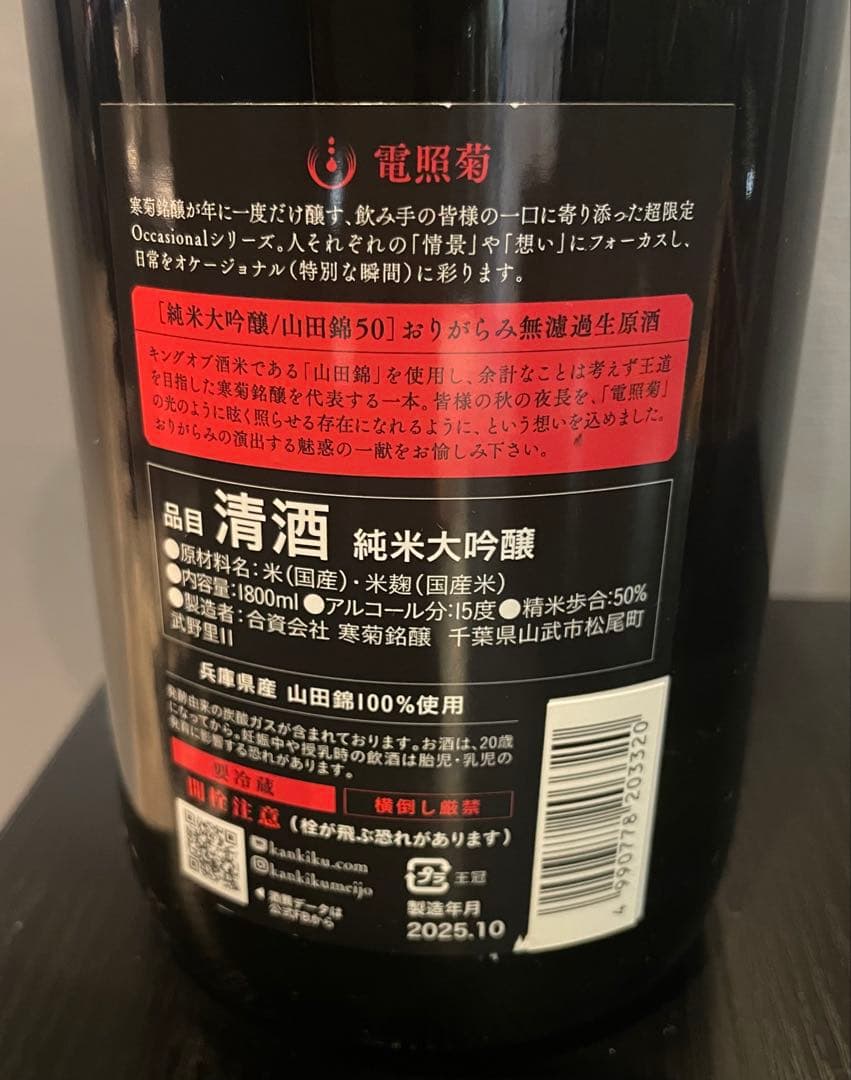 電照菊
寒菊銘醸が年に一度だけ醸す、飲み手の皆様の一口に寄り添った超限定
Occasionalシリーズ。人それぞれの「情景」や「想い」にフォーカスし、
日常をオケージョナル(特別な瞬間)に彩ります。
[純米大吟醸/山田錦50]おりがらみ無濾過生原酒
キングオブ酒米である「山田錦」を使用し、余計なことは考えず王道
を目指した寒菊銘醸を代表する一本。皆様の秋の夜長を、「電照菊」
の光のように眩く照らせる存在になれるように、という想いを込めました。
おりがらみの演出する魅惑の一献をお愉しみ下さい。
品目 清酒 純米大吟醸
●原材料名:米(国産)・米麹(国産米)
●内容量:1800ml ●アルコール分:15度 ●精米歩合:50%
●製造者:合資会社 寒菊銘醸 千葉県山武市松尾町
武野里11
兵庫県産 山田錦100%使用
発酵由来の炭酸ガスが含まれております。お酒は、20歳
になってから。妊娠中や授乳時の飲酒は胎児・乳児の
発育に影響する恐れがあります。
要冷蔵 横倒し厳禁
開栓注意(栓が飛ぶ恐れがあります)
kankiku.com
kankikumeijo
酒質データは
公式FBから
プラ 王冠
製造年月
2025.10
4 990778 203320